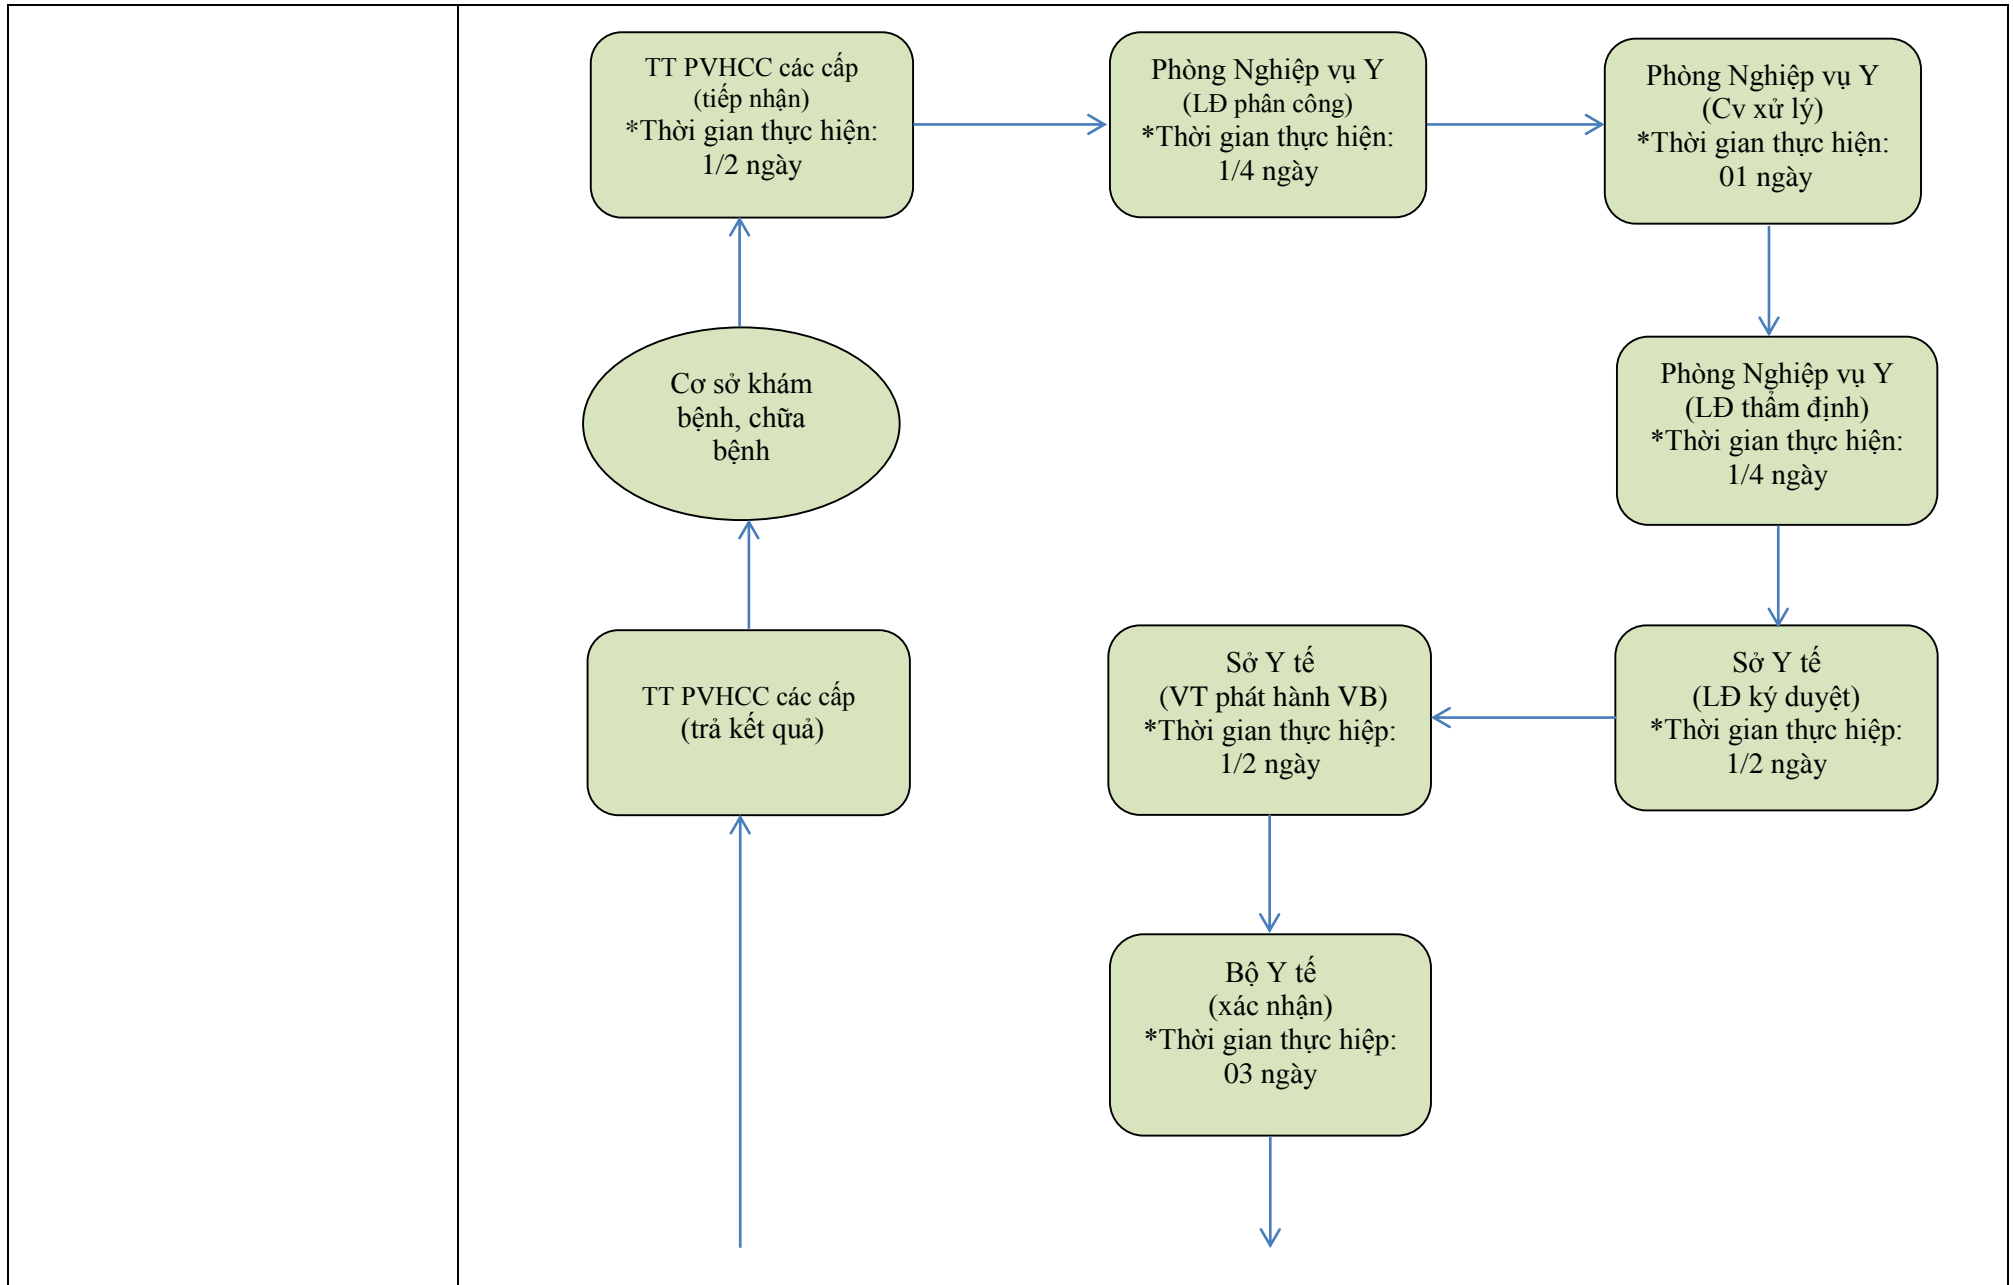 TT PVHCC các cấp
(tiếp nhận)
*Thời gian thực hiện:
1/2 ngày
Phòng Nghiệp vụ Y
(LĐ phân công)
*Thời gian thực hiện:
1/4 ngày
Phòng Nghiệp vụ Y
(Cv xử lý)
*Thời gian thực hiện:
01 ngày
Cơ sở khám
bệnh, chữa
bệnh
Phòng Nghiệp vụ Y
(LĐ thẩm định)
*Thời gian thực hiện:
1/4 ngày
TT PVHCC các cấp
(trả kết quả)
Sở Y tế
(VT phát hành VB)
*Thời gian thực hiệp:
1/2 ngày
Sở Y tế
(LĐ ký duyệt)
*Thời gian thực hiệp:
1/2 ngày
Bộ Y tế
(xác nhận)
*Thời gian thực hiệp:
03 ngày